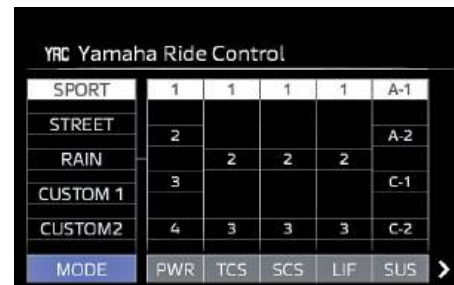 YRC Yamaha Ride Control
SPORT 1 1 1 1 A-1
STREET
2 A-2
RAIN 2 2 2
3 C-1
CUSTOM 1
CUSTOM2 4 3 3 3 C-2
MODE PWR TCS SCS LIF SUS >